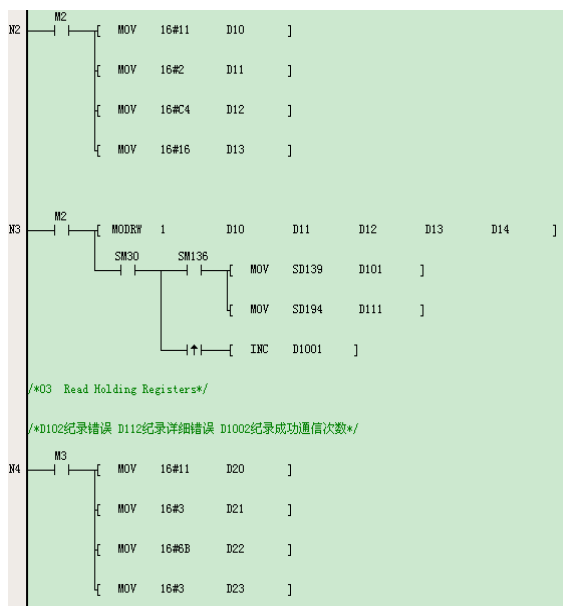 M2
N2 [ MOV 16#11 D10 ]
[ MOV 16#2 D11 ]
[ MOV 16#C4 D12 ]
[ MOV 16#16 D13 ]
M2
N3 [ MODRW 1 D10 D11 D12 D13 D14 ]
SM30 SM136
[ MOV SD139 D101 ]
[ MOV SD194 D111 ]
[ INC D1001 ]
/*03 Read Holding Registers*/
/*D102纪录错误 D112纪录详细错误 D1002纪录成功通信次数*/
M3
N4 [ MOV 16#11 D20 ]
[ MOV 16#3 D21 ]
[ MOV 16#6B D22 ]
[ MOV 16#3 D23 ]